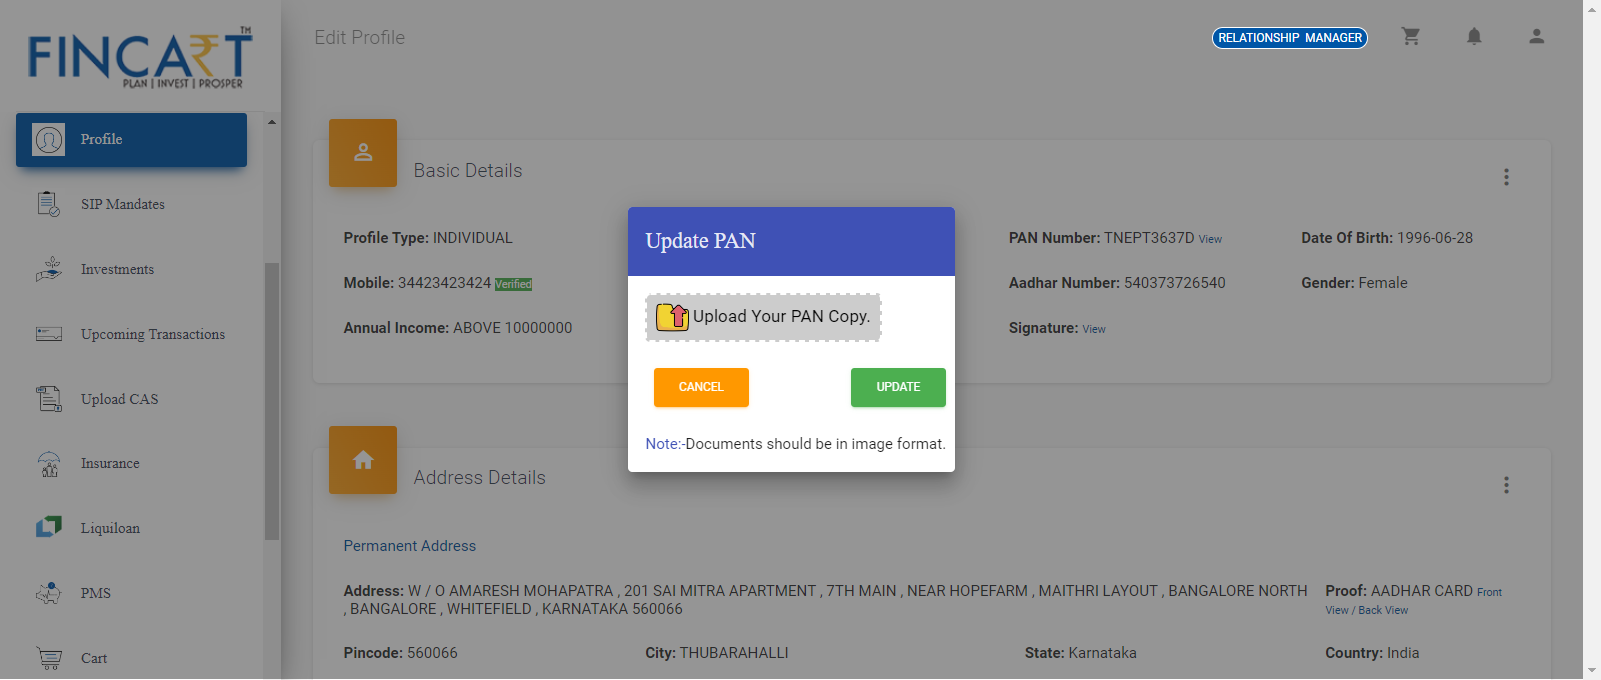 FINCART TM
PLAN | INVEST | PROSPER
Edit Profile
RELATIONSHIP MANAGER
Profile
SIP Mandates
Investments
Upcoming Transactions
Upload CAS
Insurance
Liquiloan
PMS
Cart
Basic Details
Profile Type: INDIVIDUAL
PAN Number: TNEPT3637D View
Date Of Birth: 1996-06-28
Mobile: 34423423424 Verified
Aadhar Number: 540373726540
Gender: Female
Annual Income: ABOVE 10000000
Signature: View
Update PAN
Upload Your PAN Copy.
CANCEL
UPDATE
Note:-Documents should be in image format.
Address Details
Permanent Address
Address: W / O AMARESH MOHAPATRA , 201 SAI MITRA APARTMENT , 7TH MAIN , NEAR HOPEFARM , MAITHRI LAYOUT , BANGALORE NORTH
, BANGALORE , WHITEFIELD , KARNATAKA 560066
Proof: AADHAR CARD Front
View / Back View
Pincode: 560066
City: THUBARAHALLI
State: Karnataka
Country: India